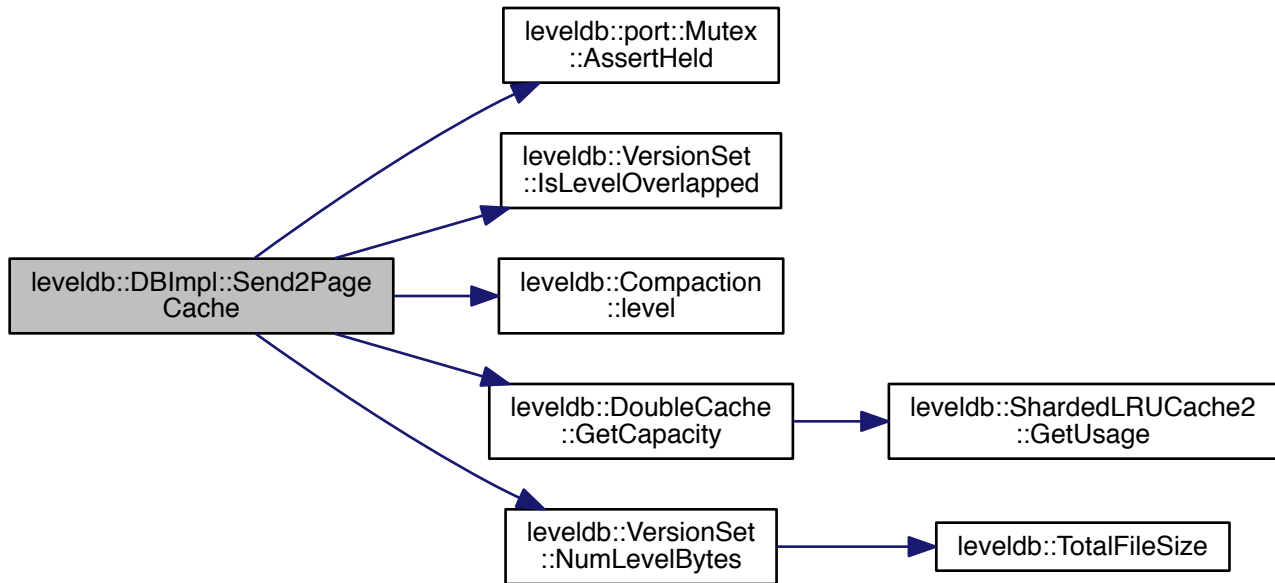 leveldb::port::Mutex
::AssertHeld
leveldb::VersionSet
::IsLevelOverlapped
leveldb::DBImpl::Send2Page
Cache
leveldb::Compaction
::level
leveldb::DoubleCache
::GetCapacity
leveldb::ShardedLRUCache2
::GetUsage
leveldb::VersionSet
::NumLevelBytes
leveldb::TotalFileSize